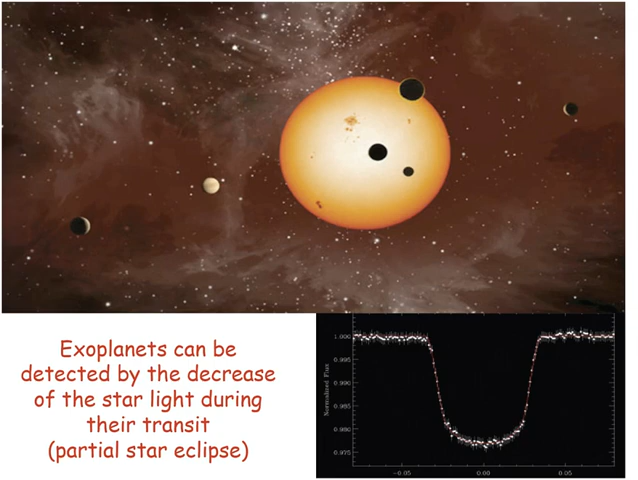 Exoplanets can be
detected by the decrease
of the star light during
their transit
(partial star eclipse)
Normalized Flux
1.000
0.995
0.990
0.985
0.980
0.975
−0.05
0.00
0.05